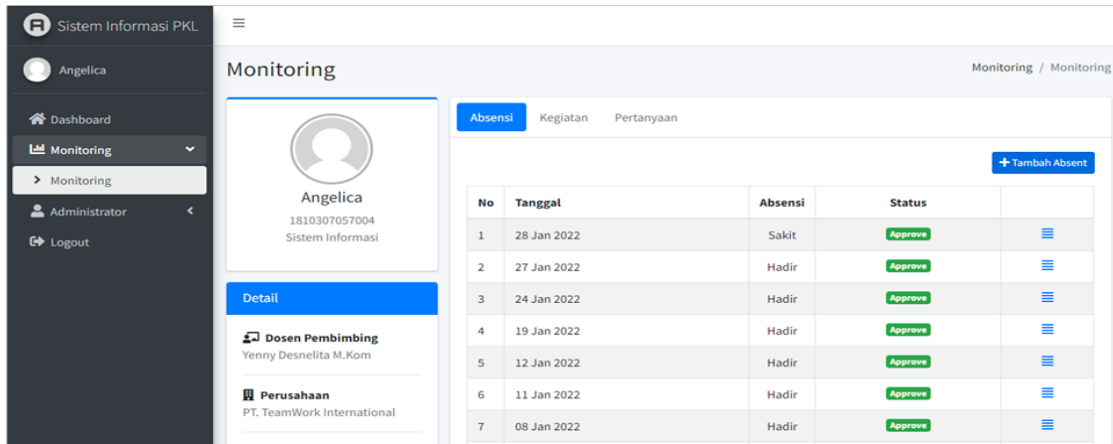 Sistem Informasi PKL
Angelica
Dashboard
Monitoring
Monitoring
Administrator
Logout
Monitoring
Monitoring / Monitoring
Angelica
1810307057004
Sistem Informasi
Detail
Dosen Pembimbing
Yenny Desnelita M.Kom
Perusahaan
PT. TeamWork International
Absensi Kegiatan Pertanyaan
+ Tambah Absent
No Tanggal Absensi Status
1 28 Jan 2022 Sakit Approve
2 27 Jan 2022 Hadir Approve
3 24 Jan 2022 Hadir Approve
4 19 Jan 2022 Hadir Approve
5 12 Jan 2022 Hadir Approve
6 11 Jan 2022 Hadir Approve
7 08 Jan 2022 Hadir Approve